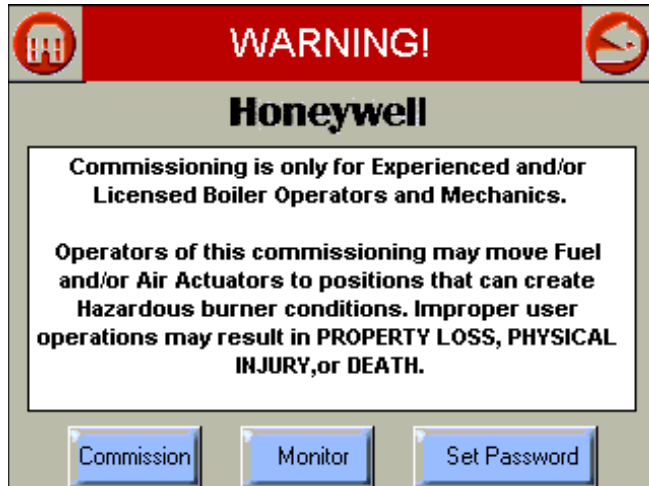 WARNING!
Honeywell
Commissioning is only for Experienced and/or
Licensed Boiler Operators and Mechanics.
Operators of this commissioning may move Fuel
and/or Air Actuators to positions that can create
Hazardous burner conditions. Improper user
operations may result in PROPERTY LOSS, PHYSICAL
INJURY,or DEATH.
Commission Monitor Set Password